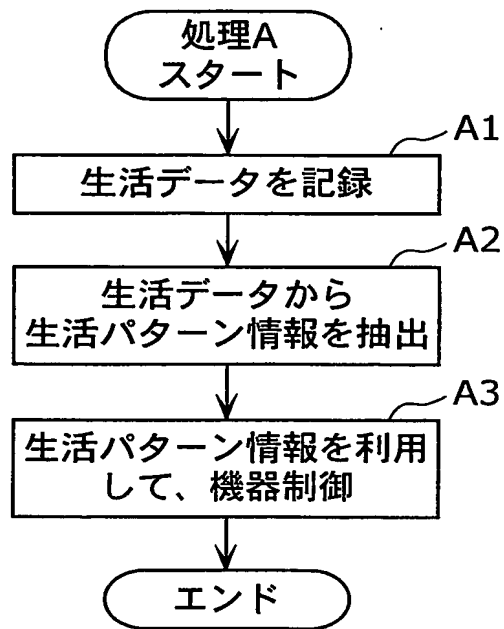 処理A
スタート
A1
生活データを記録
A2
生活データから
生活パターン情報を抽出
A3
生活パターン情報を利用
して、機器制御
エンド